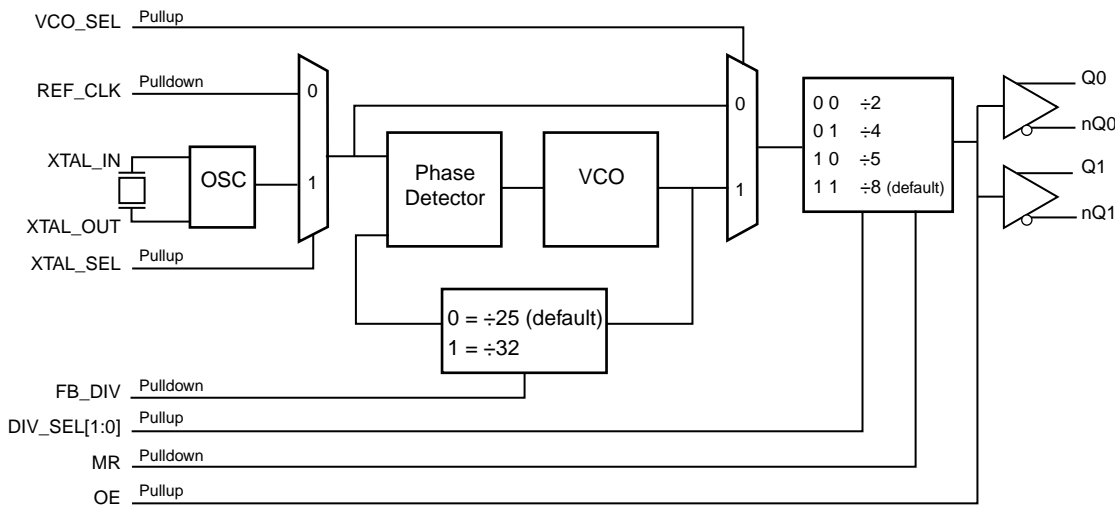 VCO_SEL Pullup
REF_CLK Pulldown
XTAL_IN
XTAL_OUT
XTAL_SEL Pullup
OSC
0
1
Phase
Detector
VCO
0
1
0 = ÷25 (default)
1 = ÷32
0 0 ÷2
0 1 ÷4
1 0 ÷5
1 1 ÷8 (default)
Q0
nQ0
Q1
nQ1
FB_DIV Pulldown
DIV_SEL[1:0] Pullup
MR Pulldown
OE Pullup